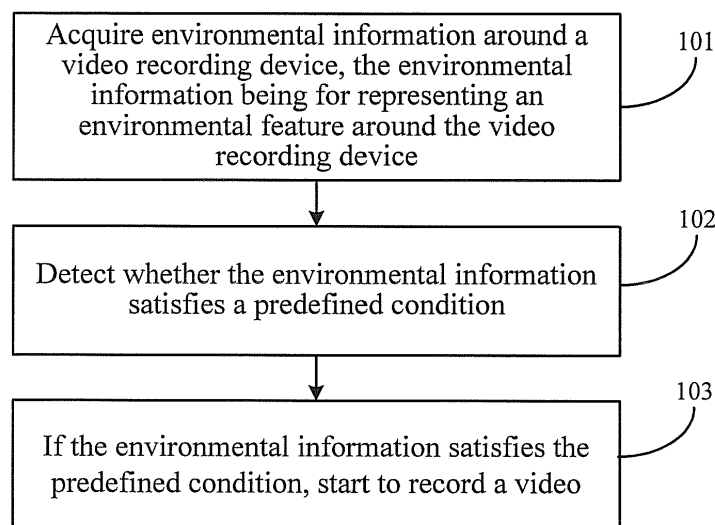 Acquire environmental information around a
video recording device, the environmental
information being for representing an
environmental feature around the video
recording device
101
Detect whether the environmental information
satisfies a predefined condition
102
If the environmental information satisfies the
predefined condition, start to record a video
103